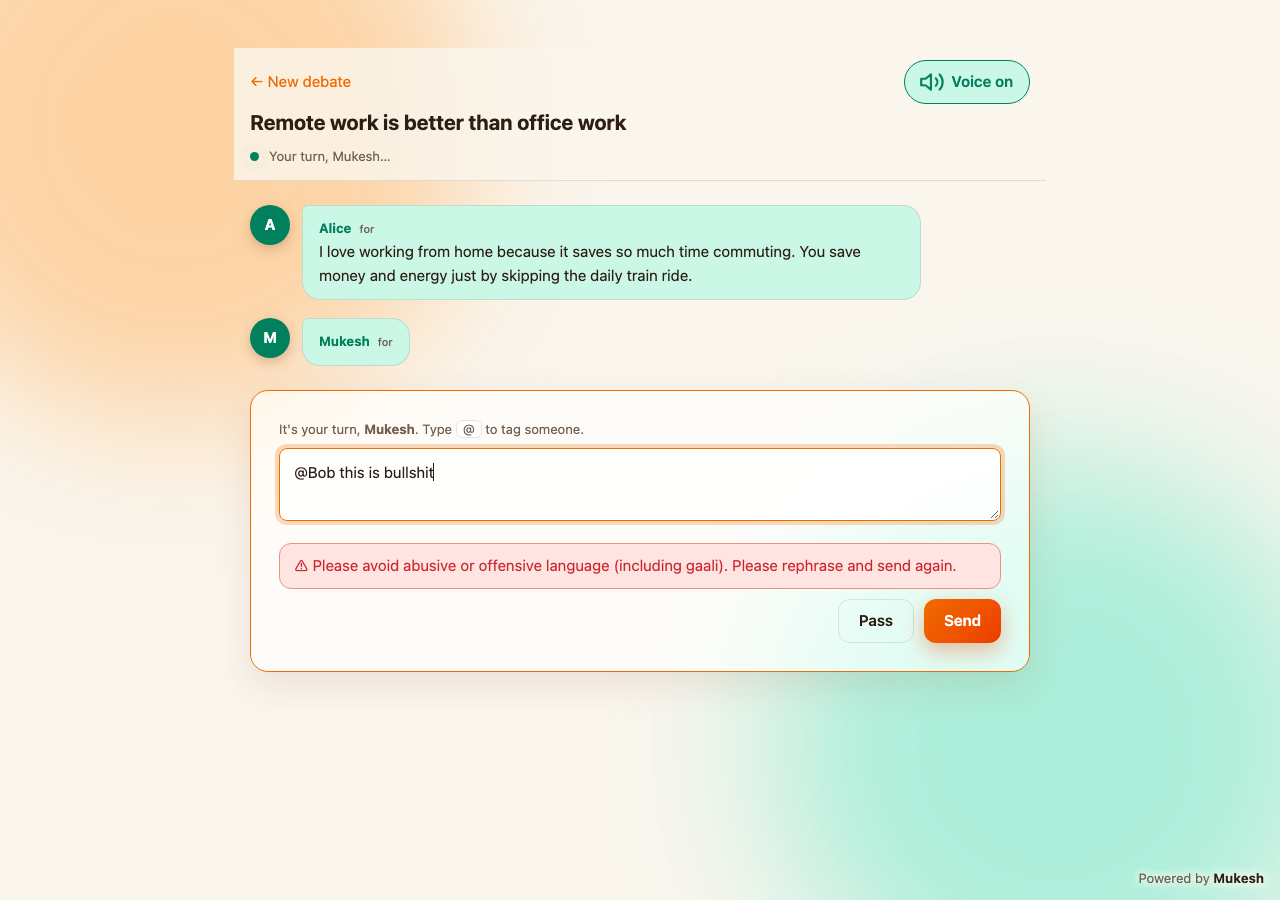 ← New debate
Voice on
Remote work is better than office work
Your turn, Mukesh…
A
Alice for
I love working from home because it saves so much time commuting. You save
money and energy just by skipping the daily train ride.
M
Mukesh for
It's your turn, Mukesh. Type @ to tag someone.
@Bob this is bullshit
⚠ Please avoid abusive or offensive language (including gaali). Please rephrase and send again.
Pass
Send
Powered by Mukesh